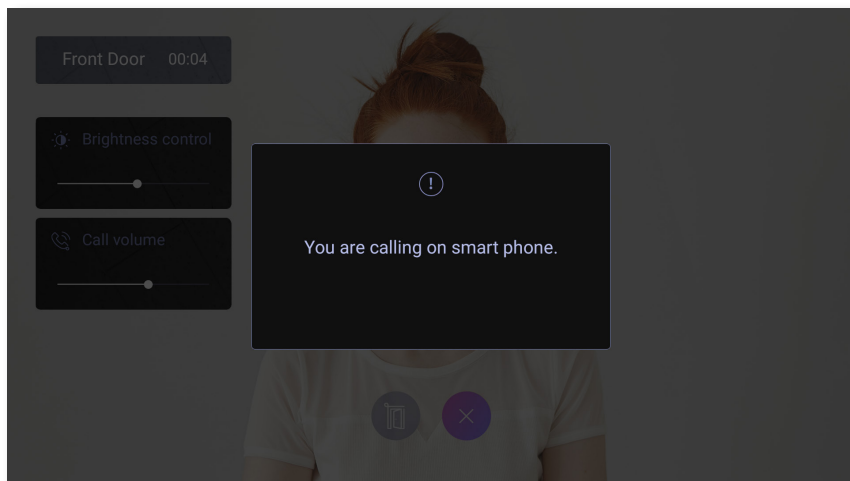 Front Door 00:04
Brightness control
Call volume
You are calling on smart phone.